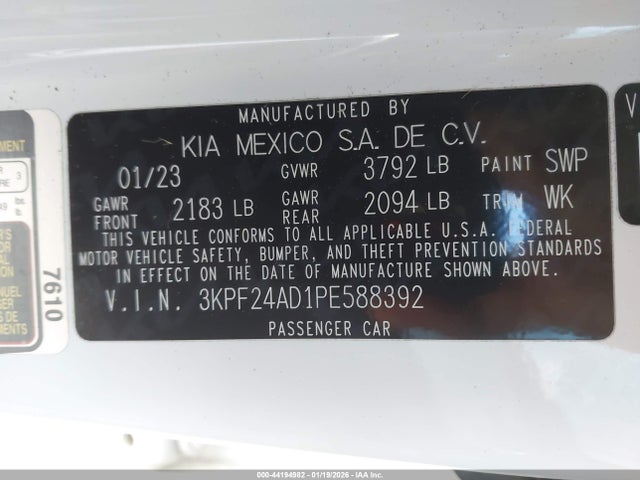 MANUFACTURED BY
KIA MEXICO S.A. DE C.V.
01/23 GVWR 3792 LB PAINT SWP
GAWR FRONT 2183 LB GAWR REAR 2094 LB TRIM WK
THIS VEHICLE CONFORMS TO ALL APPLICABLE U.S.A. FEDERAL
MOTOR VEHICLE SAFETY, BUMPER, AND THEFT PREVENTION STANDARDS
IN EFFECT ON THE DATE OF MANUFACTURE SHOWN ABOVE.
V.I.N. 3KPF24AD1PE588392
PASSENGER CAR
7610
000-44194982 - 01/19/2026 - IAA Inc.